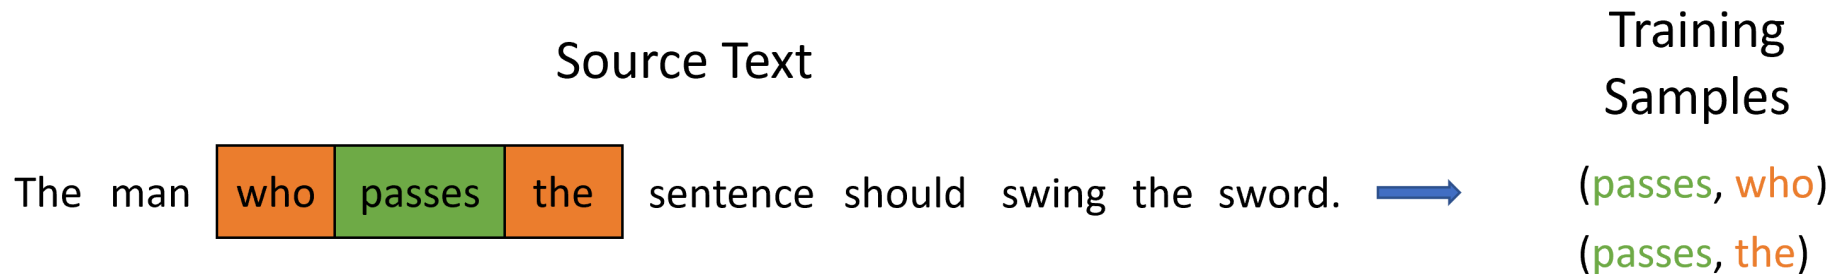 Source Text
Training
Samples
The man who passes the sentence should swing the sword.
(passes, who)
(passes, the)